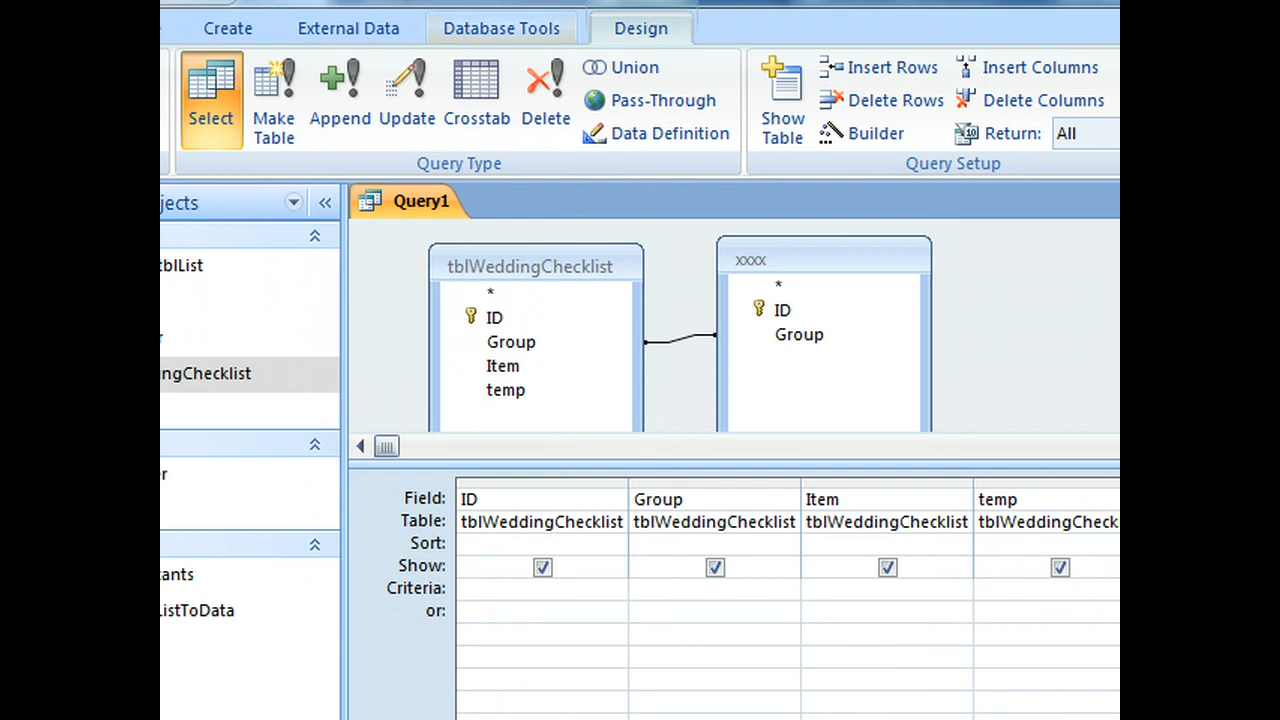 Create External Data Database Tools Design
Select Make Table Append Update Crosstab Delete
Union
Pass-Through
Data Definition
Show Table
Insert Rows
Delete Rows
Builder
Insert Columns
Delete Columns
Return: All
Query Type Query Setup
jects
Query1
tblList
r
ngChecklist
r
tants
ListToData
tblWeddingChecklist
*
ID
Group
Item
temp
xxxx
*
ID
Group
Field: ID Group Item temp
Table: tblWeddingChecklist tblWeddingChecklist tblWeddingChecklist tblWeddingCheck
Sort:
Show:
Criteria:
or: